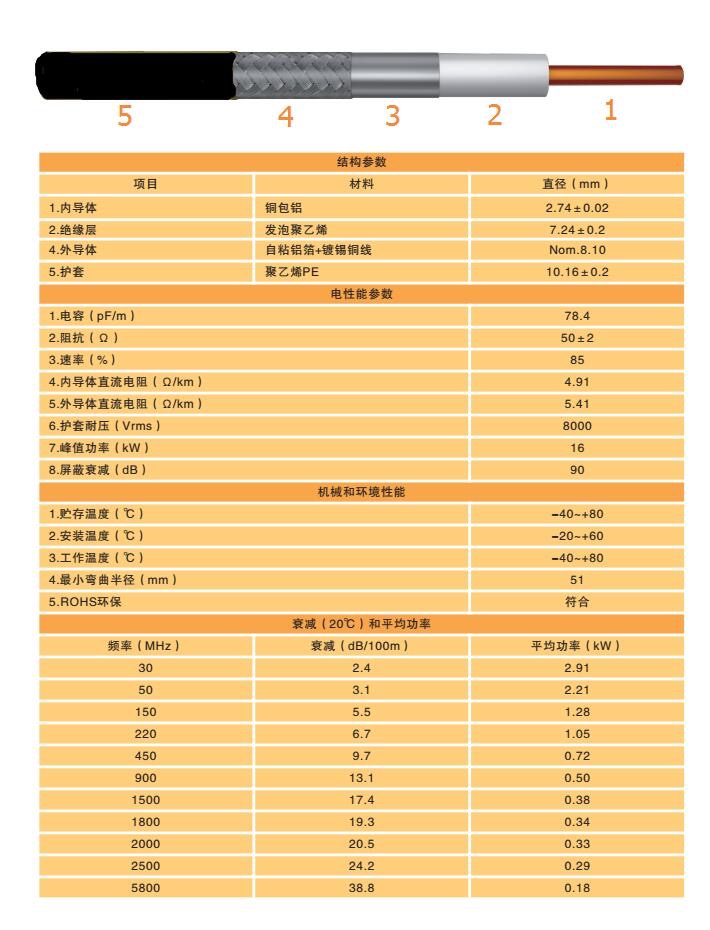 5 4 3 2 1
结构参数
项目 材料 直径（mm）
1.内导体 铜包铝 2.74±0.02
2.绝缘层 发泡聚乙烯 7.24±0.2
4.外导体 自粘铝箔+镀锡铜线 Nom.8.10
5.护套 聚乙烯PE 10.16±0.2
电性能参数
1.电容（pF/m） 78.4
2.阻抗（Ω） 50±2
3.速率（%） 85
4.内导体直流电阻（Ω/km） 4.91
5.外导体直流电阻（Ω/km） 5.41
6.护套耐压（Vrms） 8000
7.峰值功率（kW） 16
8.屏蔽衰减（dB） 90
机械和环境性能
1.贮存温度（℃） −40~+80
2.安装温度（℃） −20~+60
3.工作温度（℃） −40~+80
4.最小弯曲半径（mm） 51
5.ROHS环保 符合
衰减（20℃）和平均功率
频率（MHz） 衰减（dB/100m） 平均功率（kW）
30 2.4 2.91
50 3.1 2.21
150 5.5 1.28
220 6.7 1.05
450 9.7 0.72
900 13.1 0.50
1500 17.4 0.38
1800 19.3 0.34
2000 20.5 0.33
2500 24.2 0.29
5800 38.8 0.18